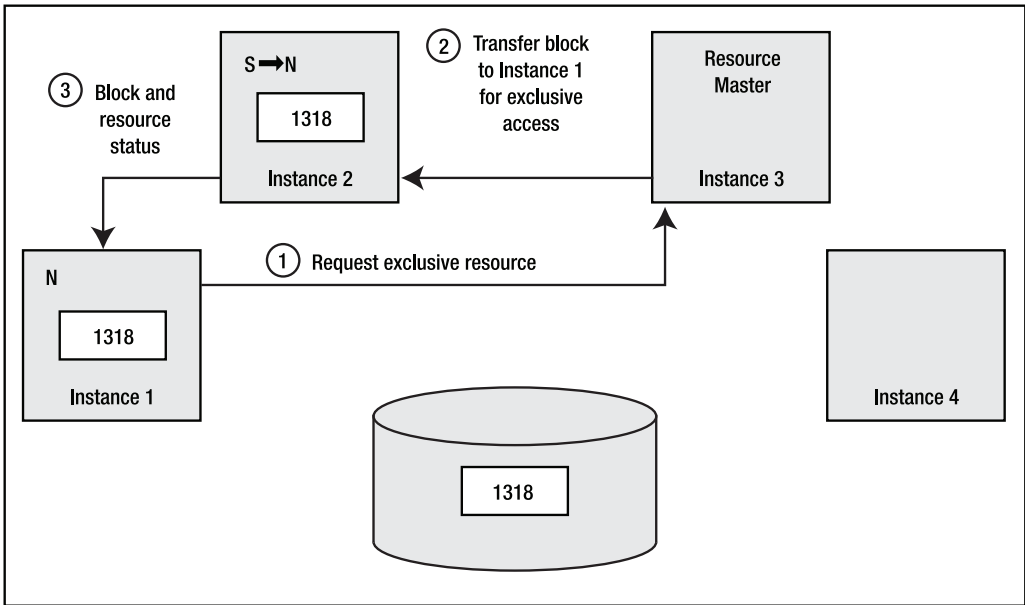 S➞N
1318
Instance 2
3 Block and
resource
status
2 Transfer block
to Instance 1
for exclusive
access
Resource
Master
Instance 3
1 Request exclusive resource
N
1318
Instance 1
Instance 4
1318